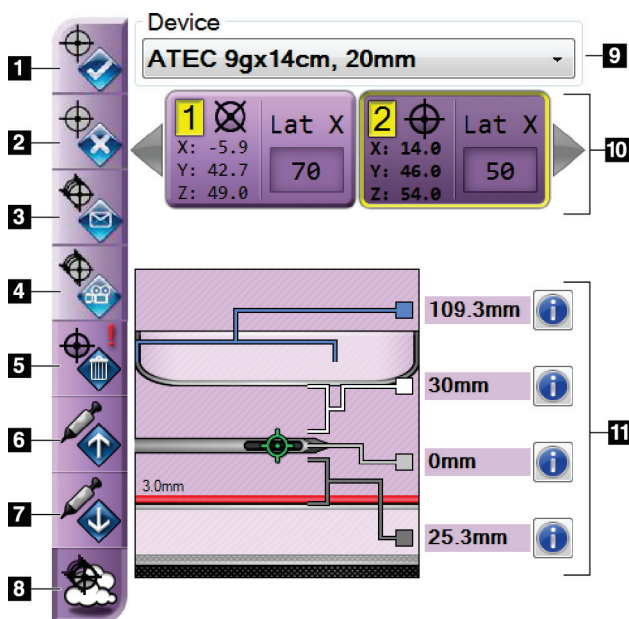 Device
1
ATEC 9gx14cm, 20mm
9
2
1
X: -5.9
Y: 42.7
Z: 49.0
Lat X
70
2
X: 14.0
Y: 46.0
Z: 54.0
Lat X
50
10
3
4
109.3mm
5
!
30mm
11
6
0mm
3.0mm
7
25.3mm
8